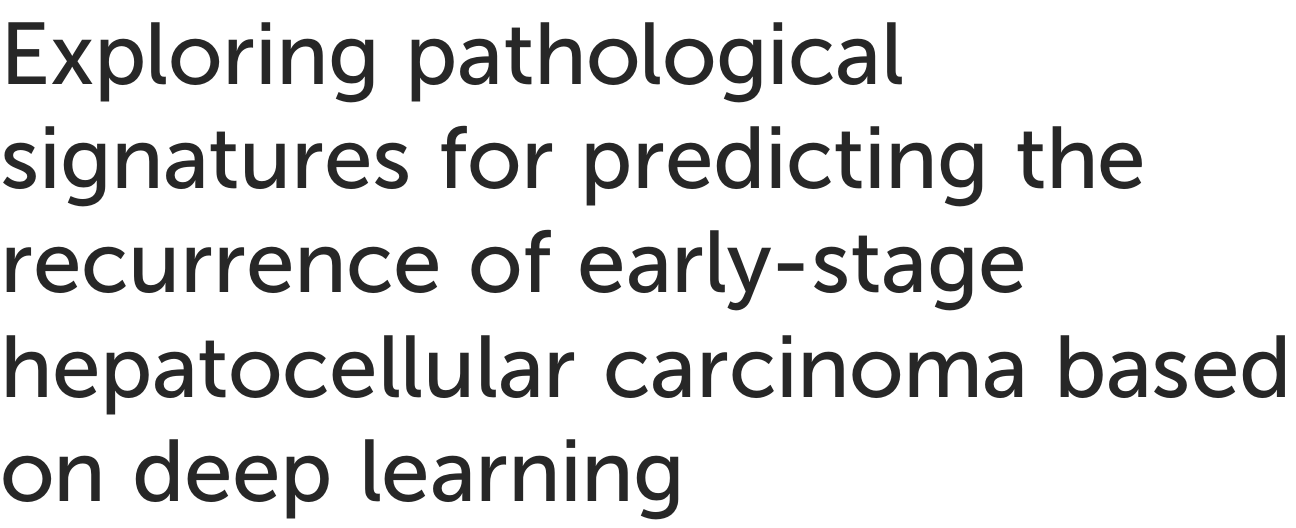 Exploring pathological
signatures for predicting the
recurrence of early-stage
hepatocellular carcinoma based
on deep learning